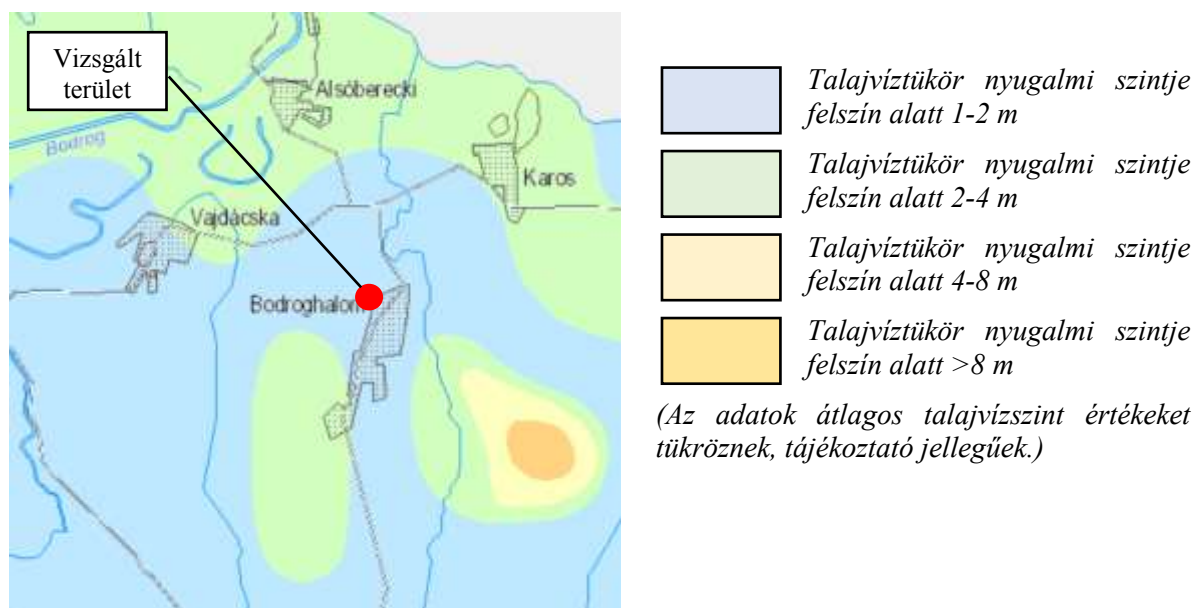 Vizsgált
terület
Alsóberecki
Bodrog
Karos
Vajdácska
Bodroghalom
Talajvíztükör nyugalmi szintje
felszín alatt 1-2 m
Talajvíztükör nyugalmi szintje
felszín alatt 2-4 m
Talajvíztükör nyugalmi szintje
felszín alatt 4-8 m
Talajvíztükör nyugalmi szintje
felszín alatt >8 m
(Az adatok átlagos talajvízszint értékeket
tükröznek, tájékoztató jellegűek.)